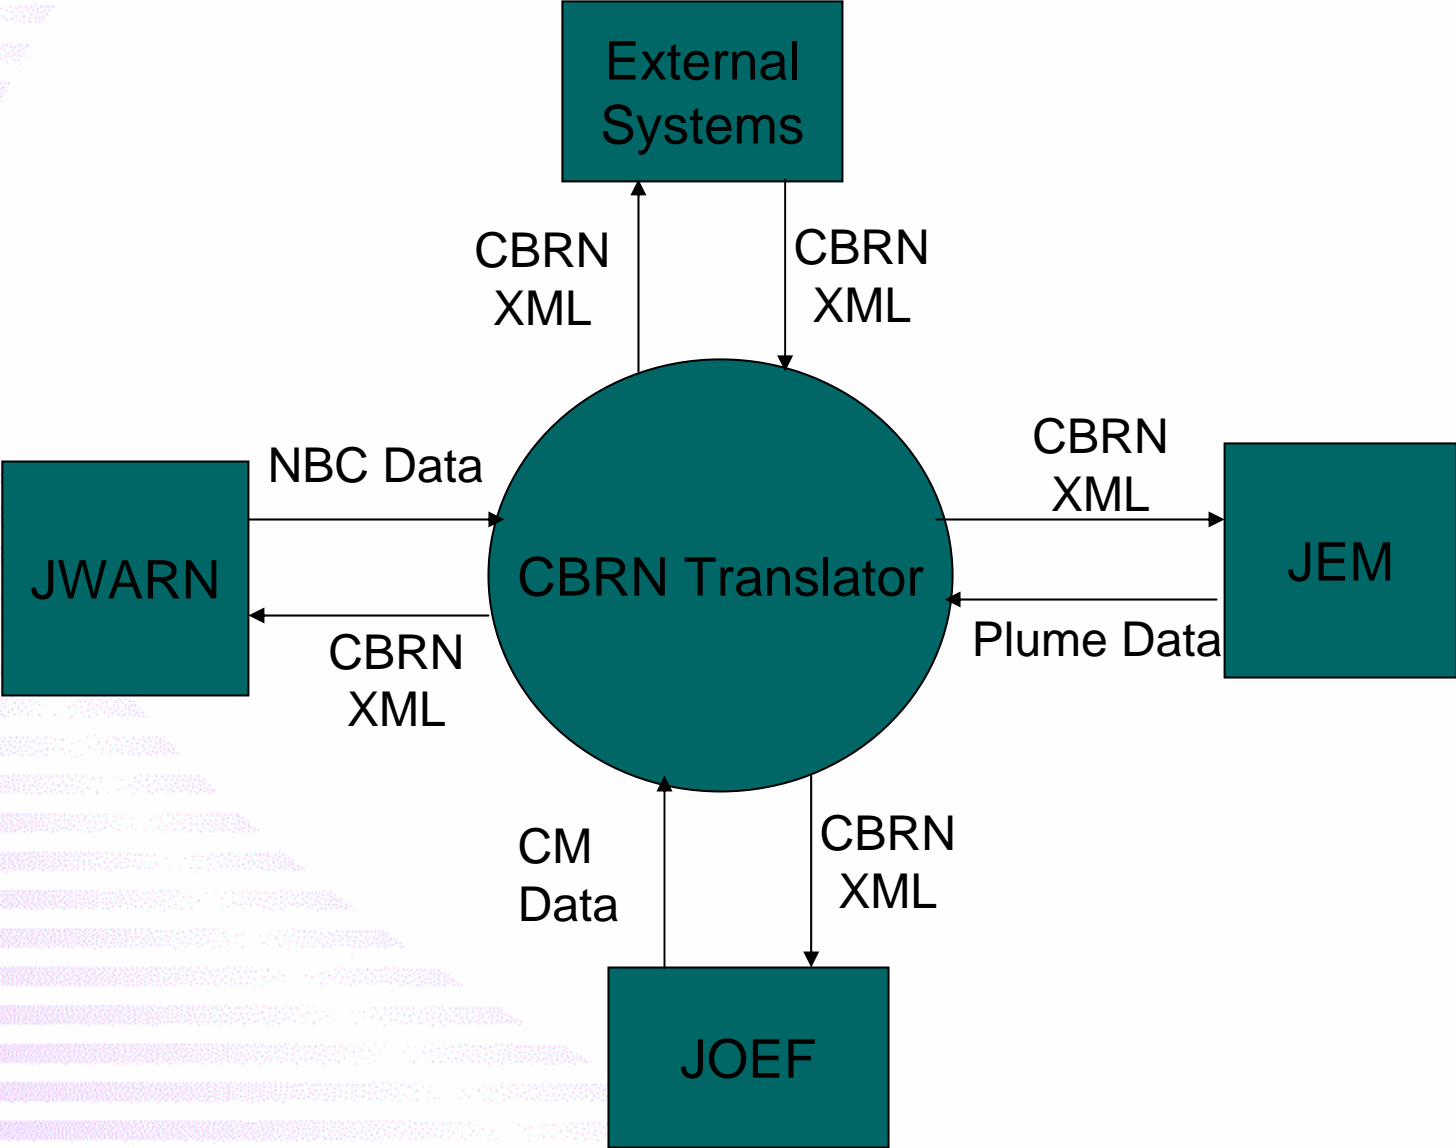 External
Systems
CBRN
XML
CBRN
XML
NBC Data
CBRN
XML
JWARN
CBRN Translator
JEM
CBRN
XML
Plume Data
CM
Data
CBRN
XML
JOEF